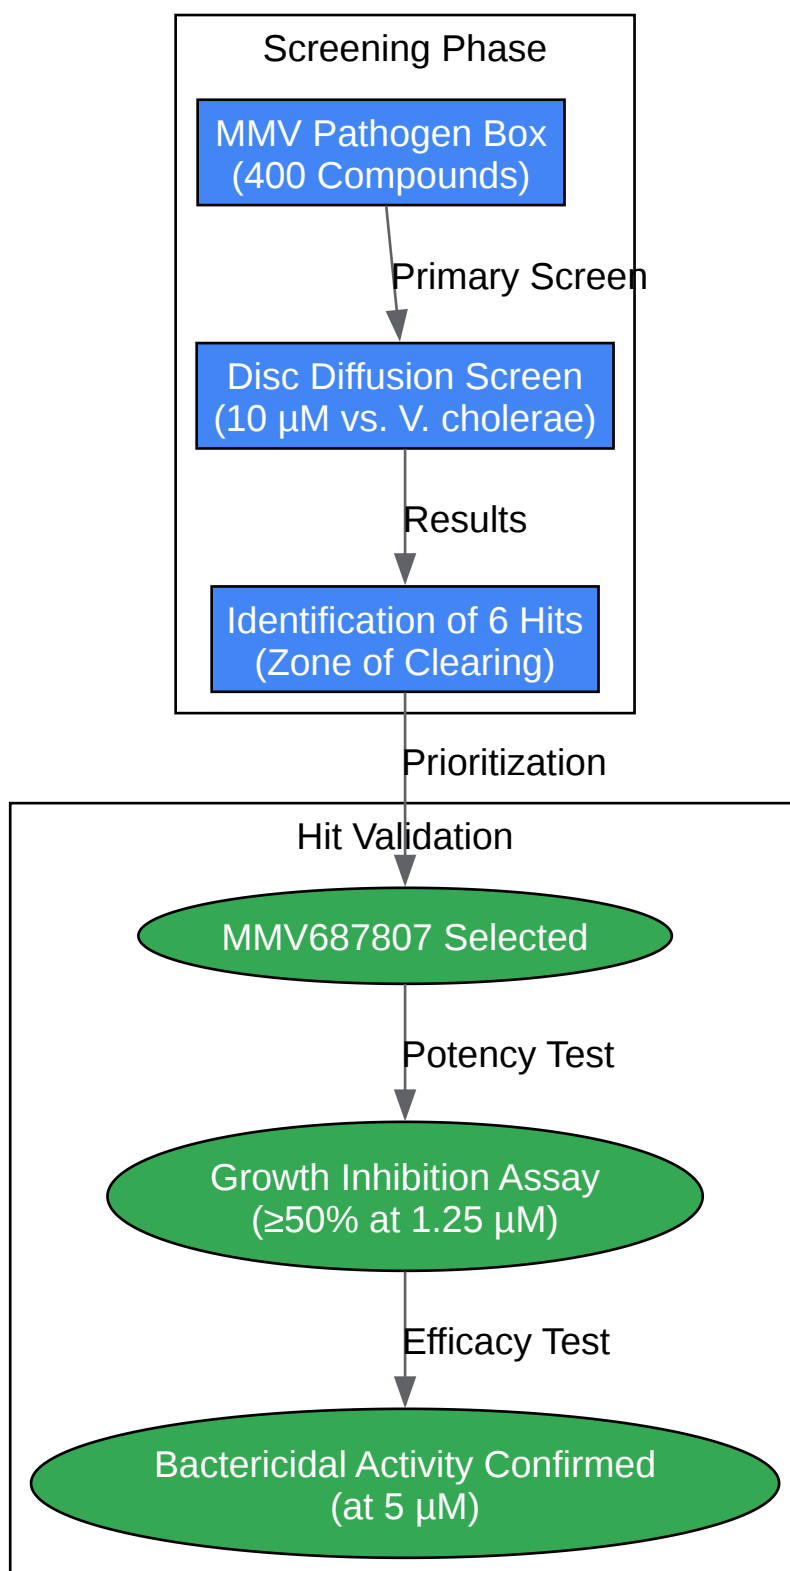 Screening Phase
MMV Pathogen Box
(400 Compounds)
Primary Screen
Disc Diffusion Screen
(10 µM vs. V. cholerae)
Results
Identification of 6 Hits
(Zone of Clearing)
Prioritization
Hit Validation
MMV687807 Selected
Potency Test
Growth Inhibition Assay
(≥50% at 1.25 µM)
Efficacy Test
Bactericidal Activity Confirmed
(at 5 µM)